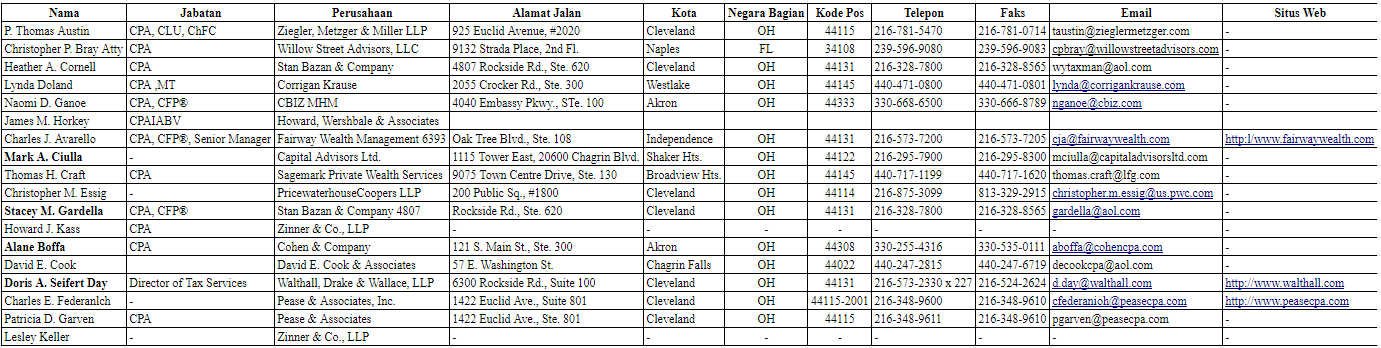 Nama Jabatan Perusahaan Alamat Jalan Kota Negara Bagian Kode Pos Telepon Faks Email Situs Web
P. Thomas Austin CPA, CLU, ChFC Ziegler, Metzger & Miller LLP 925 Euclid Avenue, #2020 Cleveland OH 44115 216-781-5470 216-781-0714 taustin@zieglermetzger.com -
Christopher P. Bray Atty CPA Willow Street Advisors, LLC 9132 Strada Place, 2nd Fl. Naples FL 34108 239-596-9080 239-596-9083 cpbray@willowstreetadvisors.com -
Heather A. Cornell CPA Stan Bazan & Company 4807 Rockside Rd., Ste. 620 Cleveland OH 44131 216-328-7800 216-328-8565 wytaxman@aol.com -
Lynda Doland CPA ,MT Corrigan Krause 2055 Crocker Rd., Ste. 300 Westlake OH 44145 440-471-0800 440-471-0801 lynda@corrigankrause.com -
Naomi D. Ganoe CPA, CFP® CBIZ MHM 4040 Embassy Pkwy., STe. 100 Akron OH 44333 330-668-6500 330-666-8789 nganoe@cbiz.com -
James M. Horkey CPAIABV Howard, Wershbale & Associates
Charles J. Avarello CPA, CFP®, Senior Manager Fairway Wealth Management 6393 Oak Tree Blvd., Ste. 108 Independence OH 44131 216-573-7200 216-573-7205 cja@fairwaywealth.com http:l/www.fairwaywealth.com
Mark A. Ciulla - Capital Advisors Ltd. 1115 Tower East, 20600 Chagrin Blvd. Shaker Hts. OH 44122 216-295-7900 216-295-8300 mciulla@capitaladvisorsltd.com -
Thomas H. Craft CPA Sagemark Private Wealth Services 9075 Town Centre Drive, Ste. 130 Broadview Hts. OH 44145 440-717-1199 440-717-1620 thomas.craft@lfg.com -
Christopher M. Essig - PricewaterhouseCoopers LLP 200 Public Sq., #1800 Cleveland OH 44114 216-875-3099 813-329-2915 christopher.m.essig@us.pwc.com -
Stacey M. Gardella CPA, CFP® Stan Bazan & Company 4807 Rockside Rd., Ste. 620 Cleveland OH 44131 216-328-7800 216-328-8565 gardella@aol.com -
Howard J. Kass CPA Zinner & Co., LLP - - - - - - - -
Alane Boffa CPA Cohen & Company 121 S. Main St., Ste. 300 Akron OH 44308 330-255-4316 330-535-0111 aboffa@cohencpa.com -
David E. Cook David E. Cook & Associates 57 E. Washington St. Chagrin Falls OH 44022 440-247-2815 440-247-6719 decookcpa@aol.com -
Doris A. Seifert Day Director of Tax Services Walthall, Drake & Wallace, LLP 6300 Rockside Rd., Suite 100 Cleveland OH 44131 216-573-2330 x 227 216-524-2624 d.day@walthall.com http://www.walthall.com
Charles E. Federanlch - Pease & Associates, Inc. 1422 Euclid Ave., Suite 801 Cleveland OH 44115-2001 216-348-9600 216-348-9610 cfederanioh@peasecpa.com http://www.peasecpa.com
Patricia D. Garven CPA Pease & Associates 1422 Euclid Ave., Ste. 801 Cleveland OH 44115 216-348-9611 216-348-9610 pgarven@peasecpa.com -
Lesley Keller - Zinner & Co., LLP - - - - - - - -